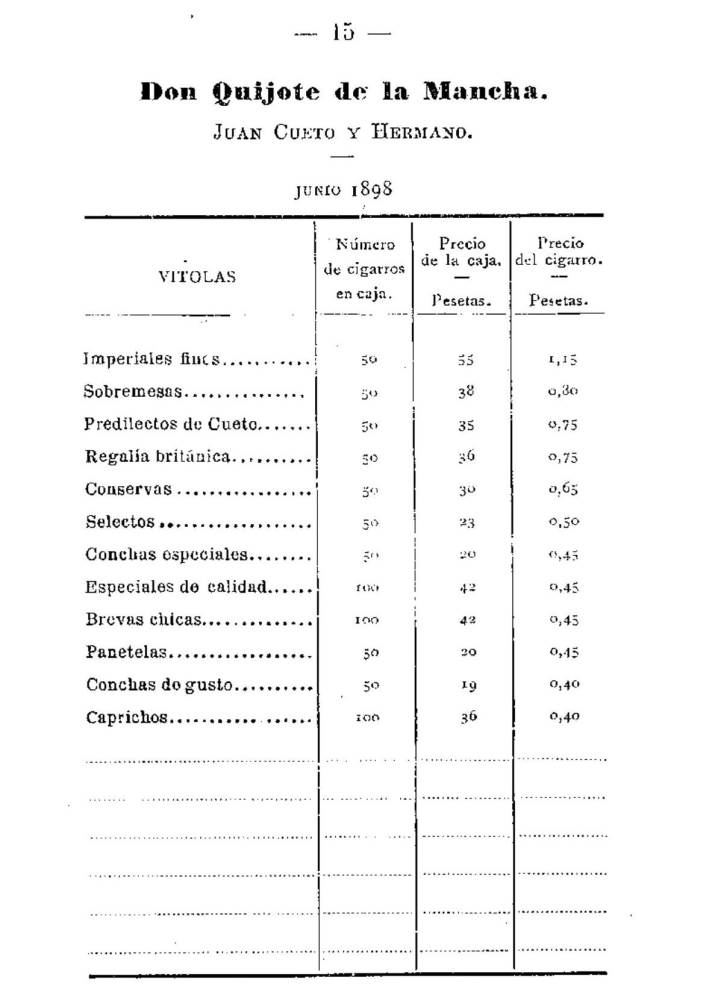 — 15 —
Don Quijote de la Mancha.
JUAN CUETO Y HERMANO.
JUNIO 1898
VITOLAS | Número de cigarros en caja. | Precio de la caja. — Pesetas. | Precio del cigarro. — Pesetas.
Imperiales finos........... 50 55 1,15
Sobremesas............... 50 38 0,80
Predilectos de Cueto....... 50 35 0,75
Regalía británica.......... 50 36 0,75
Conservas ................. 50 30 0,65
Selectos................... 50 23 0,50
Conchas especiales........ 50 20 0,45
Especiales de calidad...... 100 42 0,45
Brevas chicas.............. 100 42 0,45
Panetelas.................. 50 20 0,45
Conchas de gusto.......... 50 19 0,40
Caprichos.................. 100 36 0,40